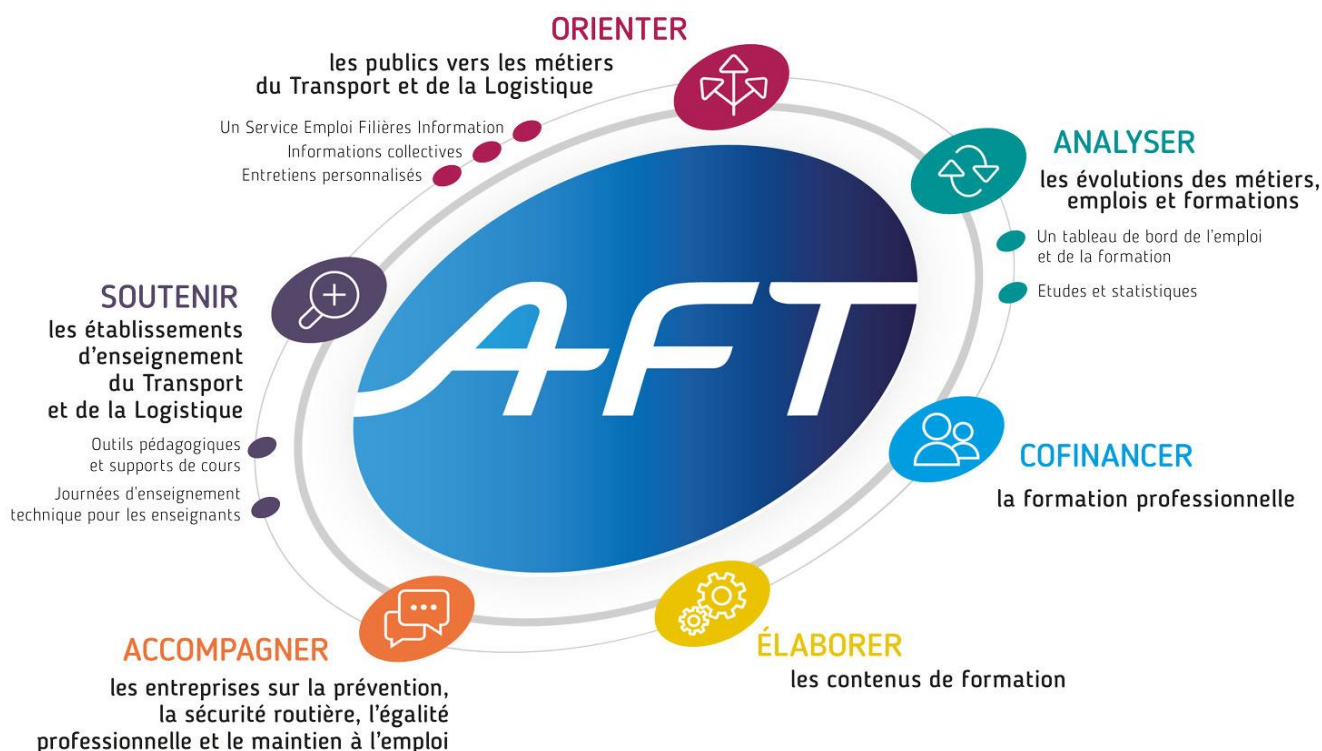 ORIENTER
les publics vers les métiers
du Transport et de la Logistique
Un Service Emploi Filières Information
Informations collectives
Entretiens personnalisés
ANALYSER
les évolutions des métiers,
emplois et formations
Un tableau de bord de l'emploi
et de la formation
Etudes et statistiques
COFINANCER
la formation professionnelle
ÉLABORER
les contenus de formation
ACCOMPAGNER
les entreprises sur la prévention,
la sécurité routière, l'égalité
professionnelle et le maintien à l'emploi
SOUTENIR
les établissements
d'enseignement
du Transport
et de la Logistique
Outils pédagogiques
et supports de cours
Journées d'enseignement
technique pour les enseignants
AFT